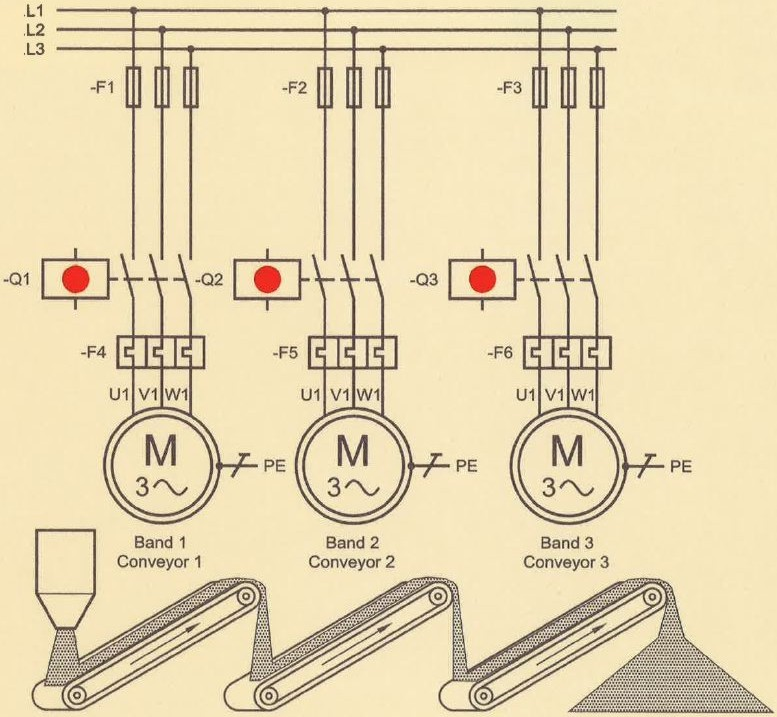 L1
L2
L3
-F1
-F2
-F3
-Q1
-Q2
-Q3
-F4
-F5
-F6
U1 V1 W1
U1 V1 W1
U1 V1 W1
M
3~
PE
M
3~
PE
M
3~
PE
Band 1
Conveyor 1
Band 2
Conveyor 2
Band 3
Conveyor 3